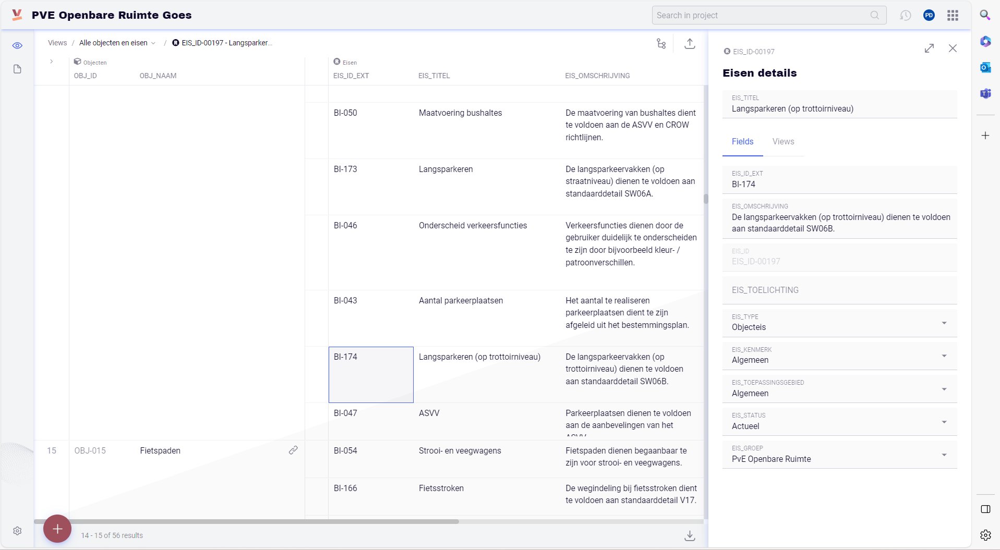 PVE Openbare Ruimte Goes
Search in project
PD
Views / Alle objecten en eisen / R EIS_ID-00197 - Langsparker...
Objecten
R Eisen
OBJ_ID OBJ_NAAM EIS_ID_EXT EIS_TITEL EIS_OMSCHRIJVING
BI-050 Maatvoering bushaltes De maatvoering van bushaltes dient
te voldoen aan de ASVV en CROW
richtlijnen.
BI-173 Langsparkeren De langsparkeervakken (op
straatniveau) dienen te voldoen aan
standaarddetail SW06A.
BI-046 Onderscheid verkeersfuncties Verkeersfuncties dienen door de
gebruiker duidelijk te onderscheiden
te zijn door bijvoorbeeld kleur- /
patroonverschillen.
BI-043 Aantal parkeerplaatsen Het aantal te realiseren
parkeerplaatsen dient te zijn
afgeleid uit het bestemmingsplan.
BI-174 Langsparkeren (op trottoirniveau) De langsparkeervakken (op
trottoirniveau) dienen te voldoen
aan standaarddetail SW06B.
BI-047 ASVV Parkeerplaatsen dienen te voldoen
aan de aanbevelingen van het
ASVV
15 OBJ-015 Fietspaden BI-054 Strooi- en veegwagens Fietspaden dienen begaanbaar te
zijn voor strooi- en veegwagens.
BI-166 Fietsstroken De wegindeling bij fietsstroken dient
te voldoen aan standaarddetail V17.
14 - 15 of 56 results
R EIS_ID-00197
Eisen details
EIS_TITEL
Langsparkeren (op trottoirniveau)
Fields Views
EIS_ID_EXT
BI-174
EIS_OMSCHRIJVING
De langsparkeervakken (op trottoirniveau) dienen te voldoen
aan standaarddetail SW06B.
EIS_ID
EIS_ID-00197
EIS_TOELICHTING
EIS_TYPE
Objecteis
EIS_KENMERK
Algemeen
EIS_TOEPASSINGSGEBIED
Algemeen
EIS_STATUS
Actueel
EIS_GROEP
PvE Openbare Ruimte